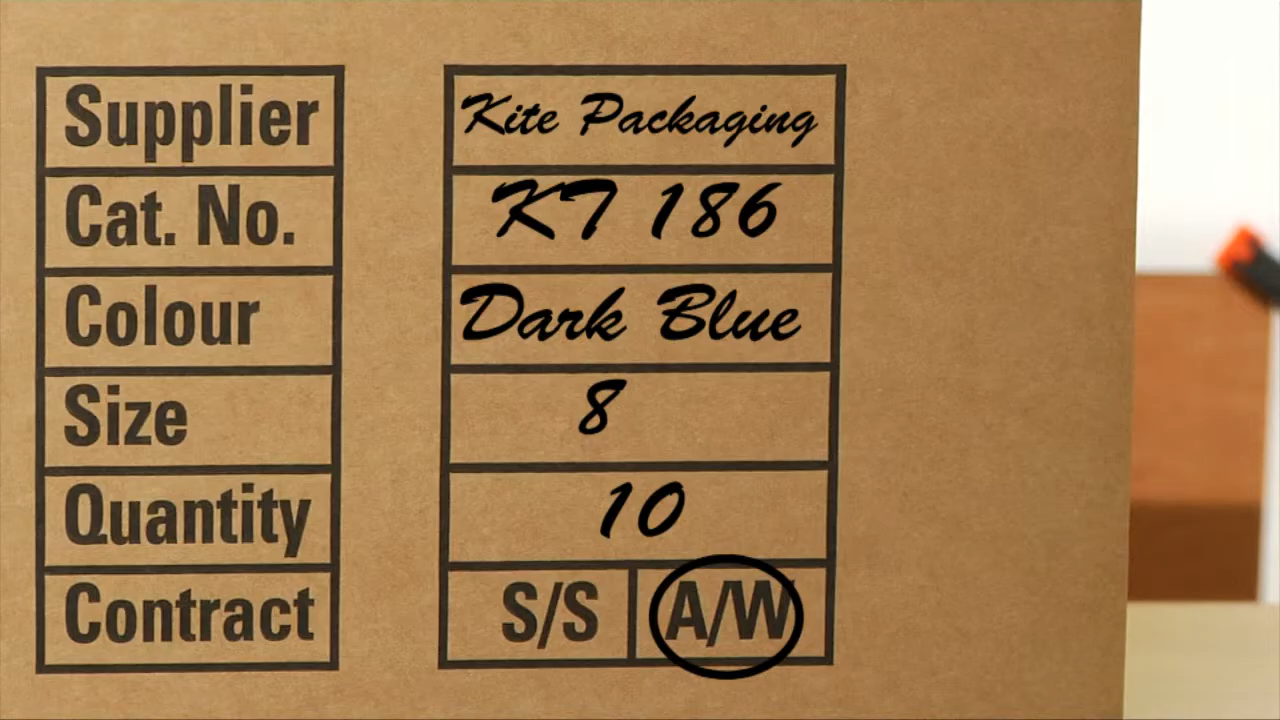 Supplier Kite Packaging
Cat. No. KT 186
Colour Dark Blue
Size 8
Quantity 10
Contract S/S A/W